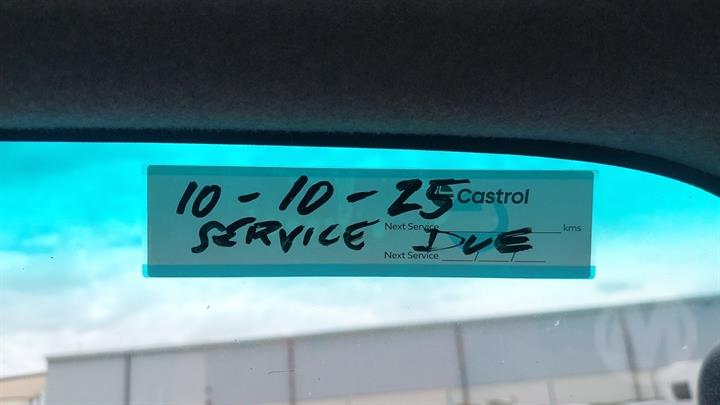 10-10-25 Castrol
SERVICE DUE
Next Service kms
Next Service